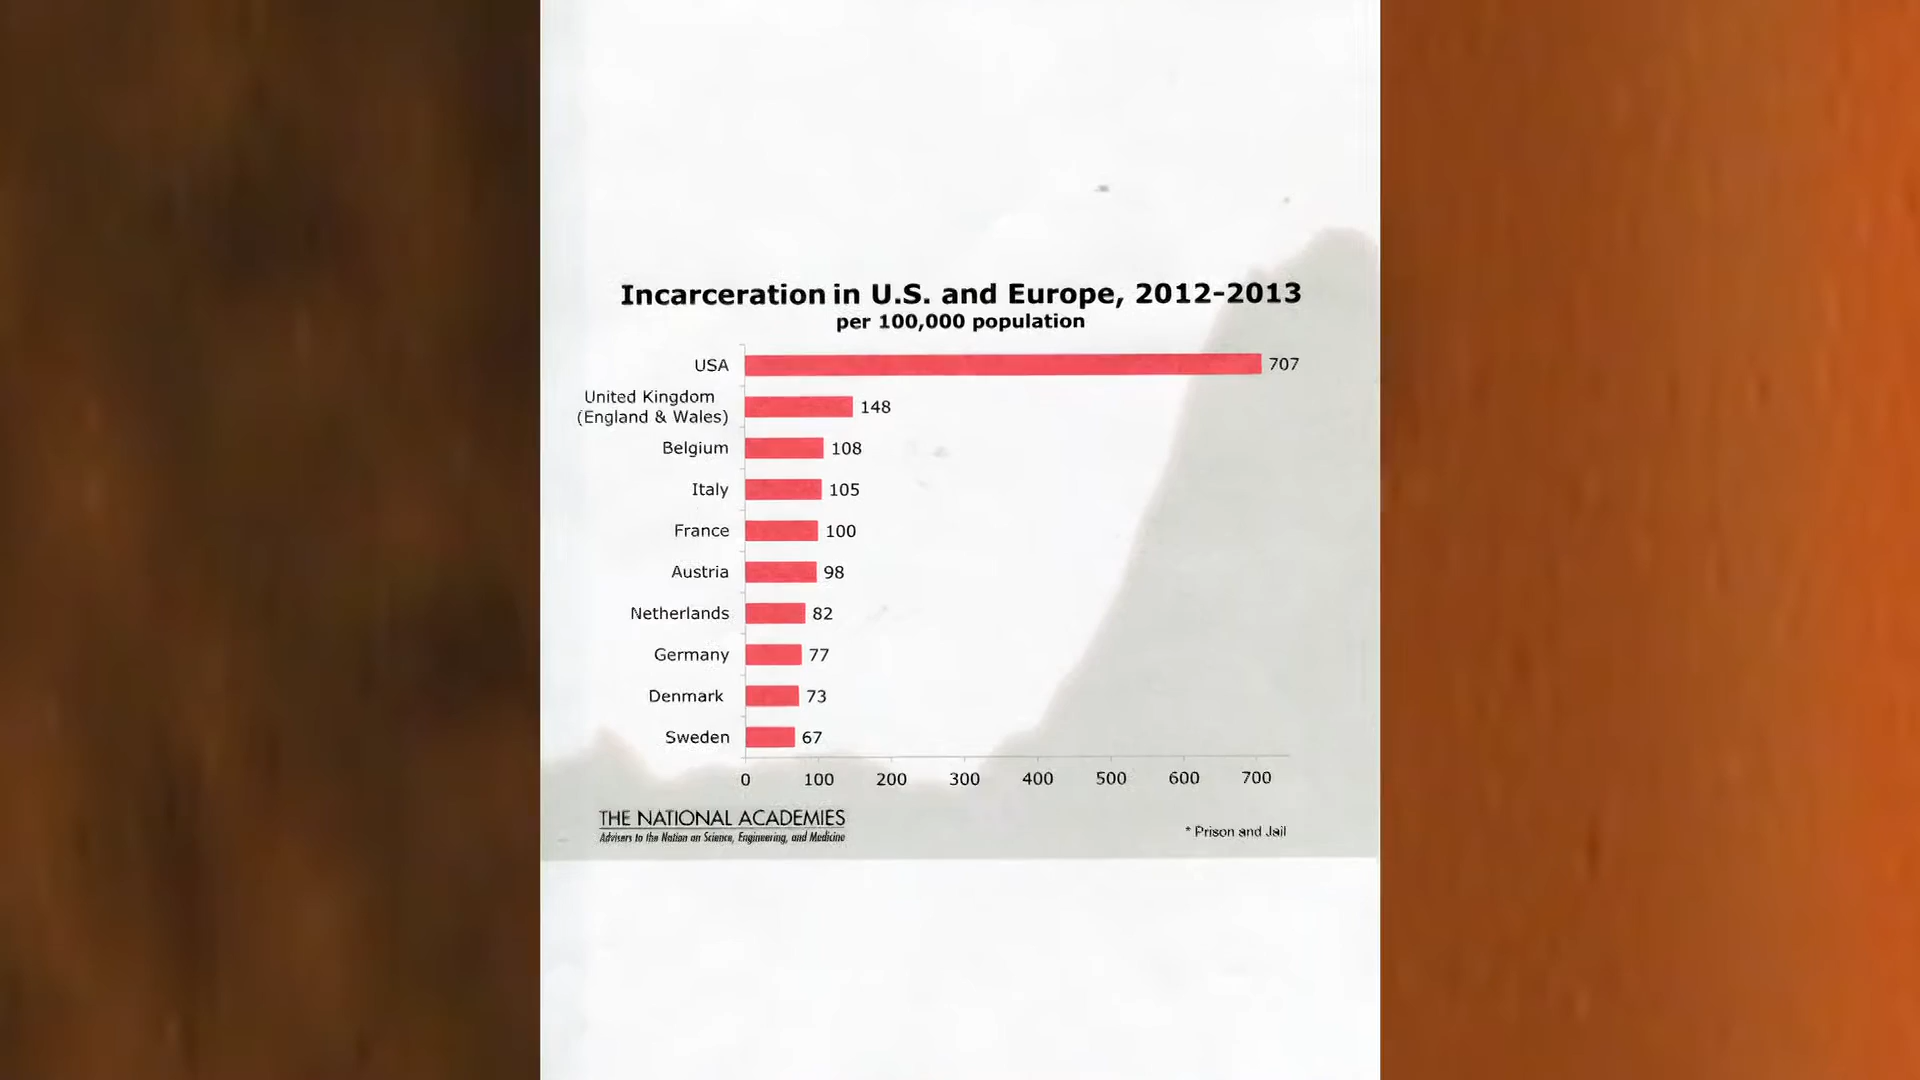 Incarceration in U.S. and Europe, 2012-2013
per 100,000 population
USA 707
United Kingdom
(England & Wales) 148
Belgium 108
Italy 105
France 100
Austria 98
Netherlands 82
Germany 77
Denmark 73
Sweden 67
0 100 200 300 400 500 600 700
THE NATIONAL ACADEMIES
Advisers to the Nation on Science, Engineering, and Medicine
* Prison and Jail